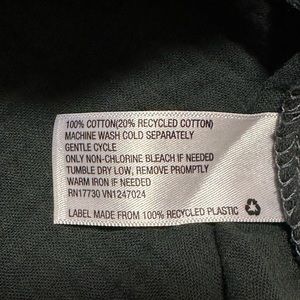 100% COTTON(20% RECYCLED COTTON)
MACHINE WASH COLD SEPARATELY
GENTLE CYCLE
ONLY NON-CHLORINE BLEACH IF NEEDED
TUMBLE DRY LOW, REMOVE PROMPTLY
WARM IRON IF NEEDED
RN17730 VN1247024
LABEL MADE FROM 100% RECYCLED PLASTIC